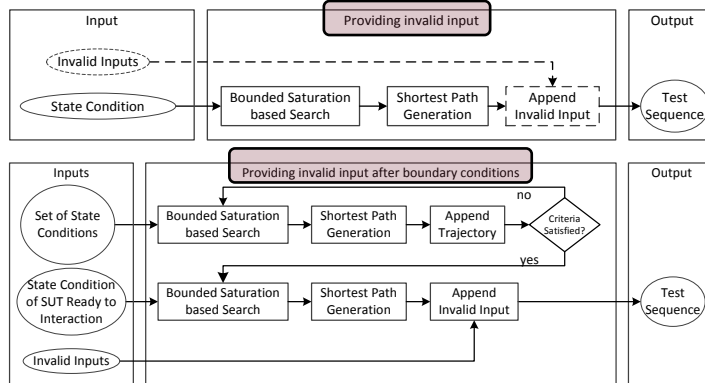 Input
Providing invalid input
Output
Invalid Inputs
State Condition
Bounded Saturation
based Search
Shortest Path
Generation
Append
Invalid Input
Test
Sequence
Inputs
Providing invalid input after boundary conditions
Output
no
Set of State
Conditions
Bounded Saturation
based Search
Shortest Path
Generation
Append
Trajectory
Criteria
Satisfied?
yes
State Condition
of SUT Ready to
Interaction
Bounded Saturation
based Search
Shortest Path
Generation
Append
Invalid Input
Test
Sequence
Invalid Inputs